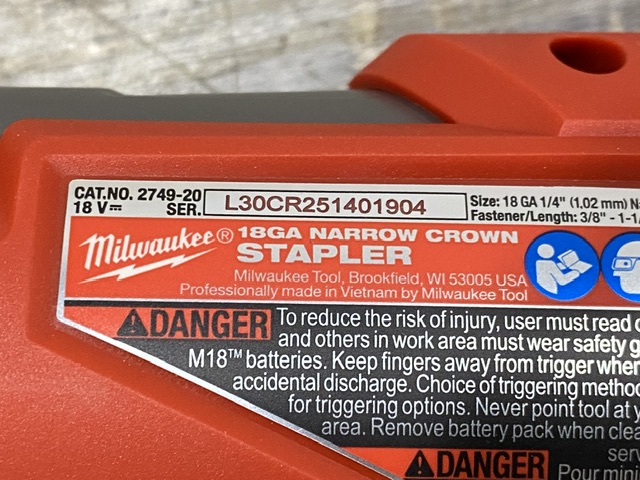 CAT.NO. 2749-20
18 V⎓ SER. L30CR251401904
Size: 18 GA 1/4" (1,02 mm)
Fastener/Length: 3/8" - 1-1/
Milwaukee® 18GA NARROW CROWN
STAPLER
Milwaukee Tool, Brookfield, WI 53005 USA
Professionally made in Vietnam by Milwaukee Tool
⚠DANGER To reduce the risk of injury, user must read
and others in work area must wear safety
M18™ batteries. Keep fingers away from trigger when
accidental discharge. Choice of triggering
for triggering options. Never point tool at
area. Remove battery pack when
⚠DANGER
Pour